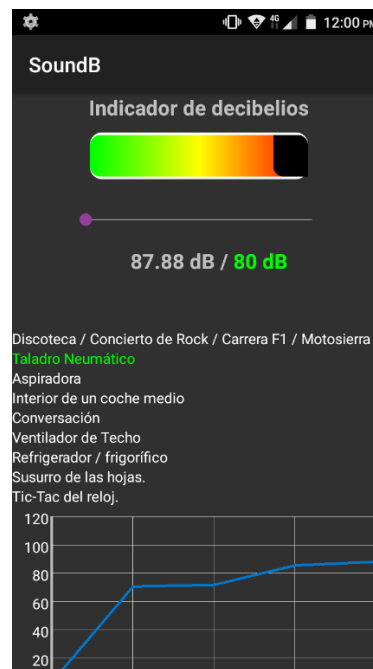 4G 12:00 PM
SoundB
Indicador de decibelios
87.88 dB / 80 dB
Discoteca / Concierto de Rock / Carrera F1 / Motosierra
Taladro Neumático
Aspiradora
Interior de un coche medio
Conversación
Ventilador de Techo
Refrigerador / frigorífico
Susurro de las hojas.
Tic-Tac del reloj.
120
100
80
60
40
20